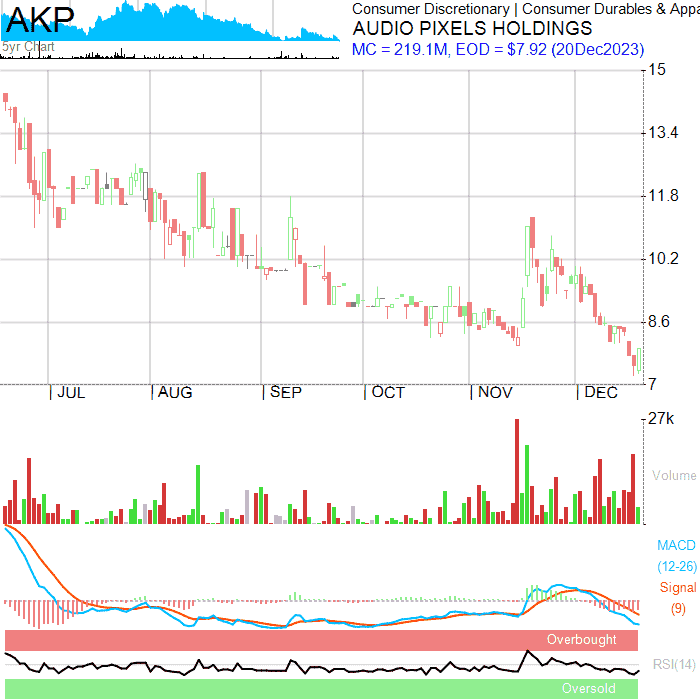 AKP
5yr Chart
Consumer Discretionary | Consumer Durables & Appa
AUDIO PIXELS HOLDINGS
MC = 219.1M, EOD = $7.92 (20Dec2023)
15
13.4
11.8
10.2
8.6
7
| JUL | AUG | SEP | OCT | NOV | DEC
27k
Volume
MACD
(12-26)
Signal
(9)
Overbought
RSI(14)
Oversold